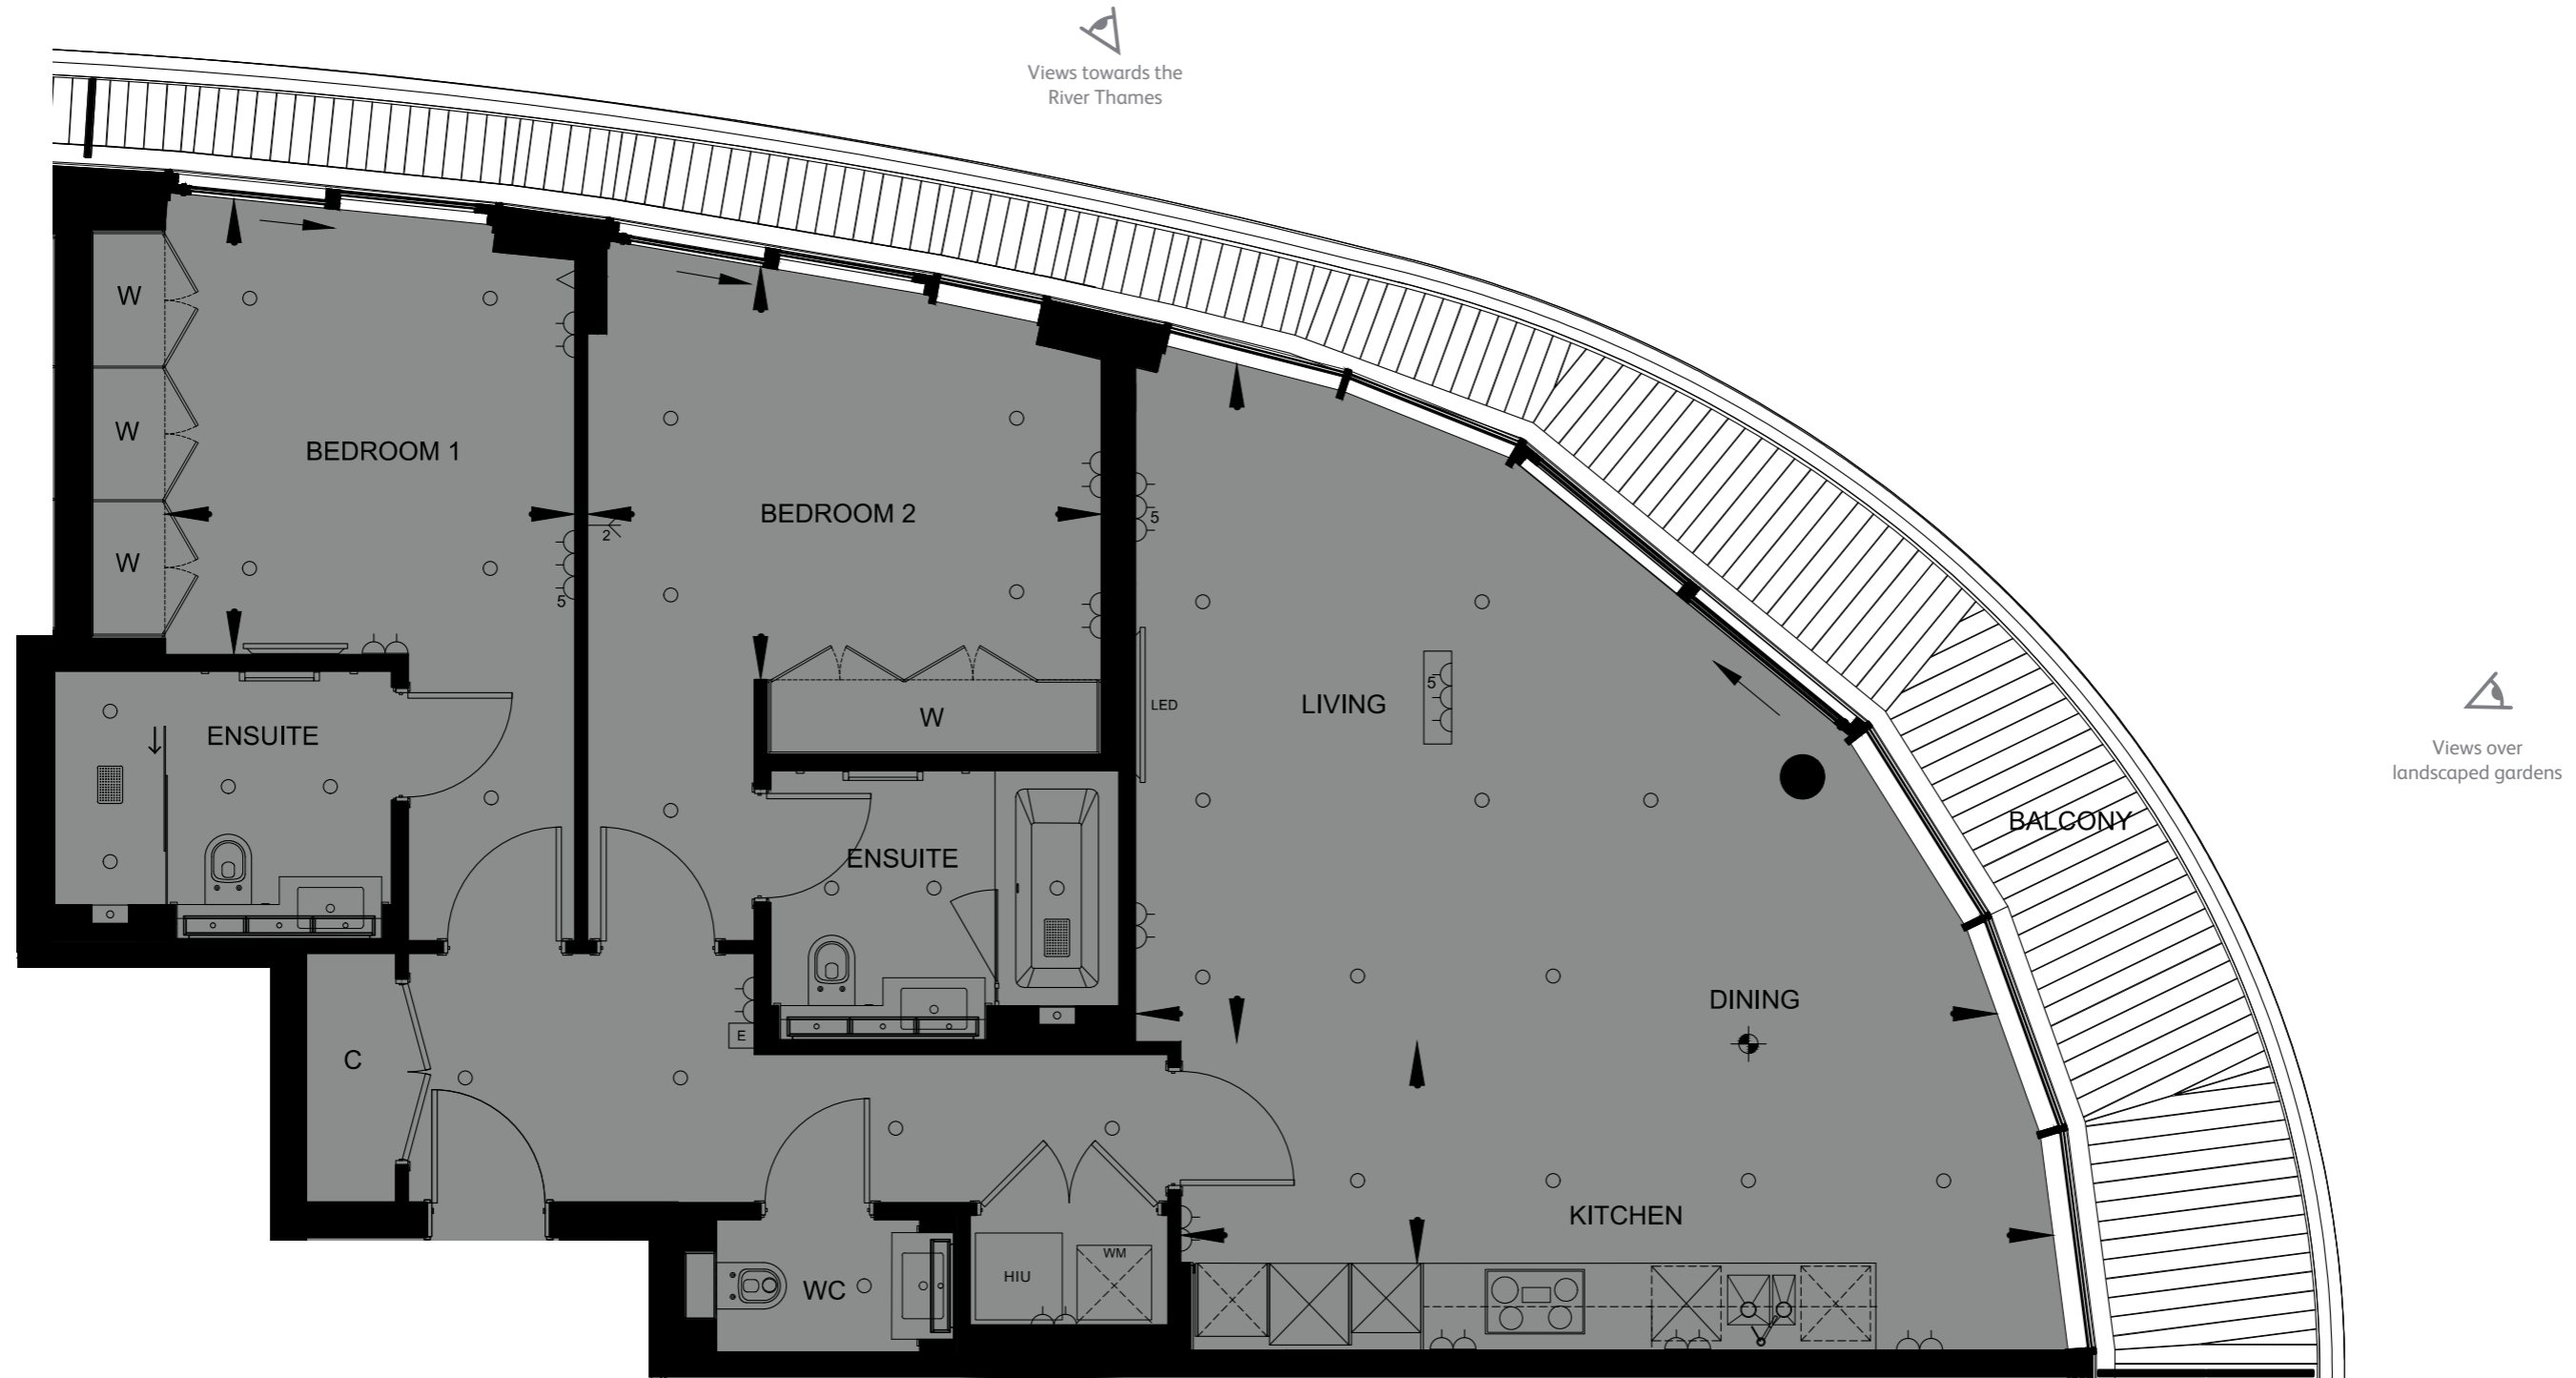 Views towards the
River Thames
W
W
BEDROOM 1
BEDROOM 2
5
2
W
5
5
LED
LIVING
W
ENSUITE
Views over
landscaped gardens
BALCONY
ENSUITE
DINING
E
C
KITCHEN
WM
HIU
WC